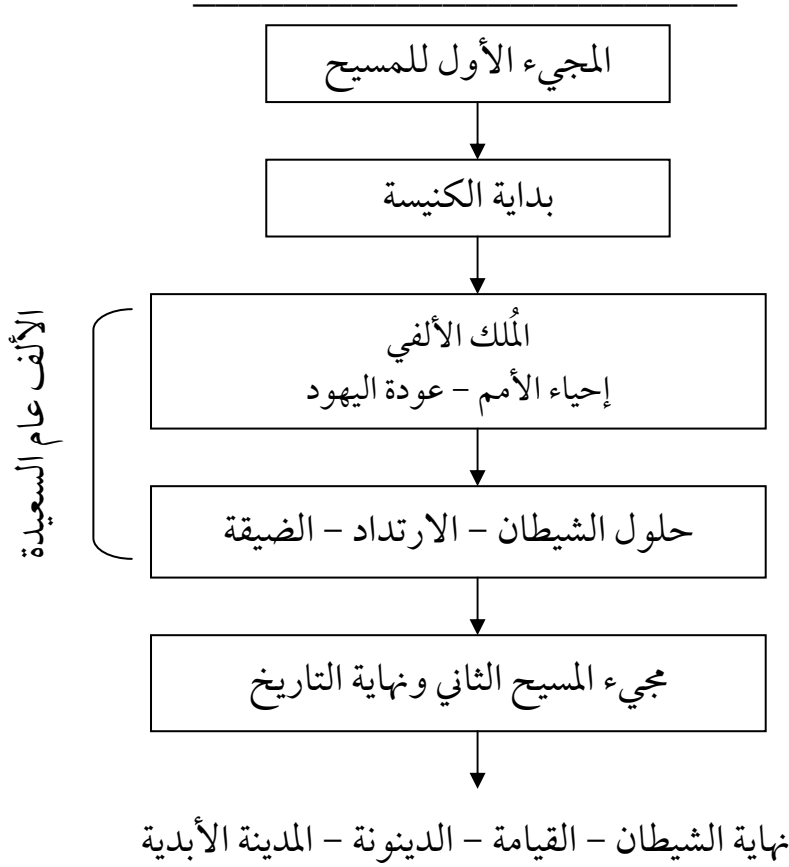 المجيء الأول للمسيح
بداية الكنيسة
المُلك الألفي
إحياء الأمم – عودة اليهود
الألف عام السعيدة
حلول الشيطان – الارتداد – الضيقة
مجيء المسيح الثاني ونهاية التاريخ
نهاية الشيطان – القيامة – الدينونة – المدينة الأبدية